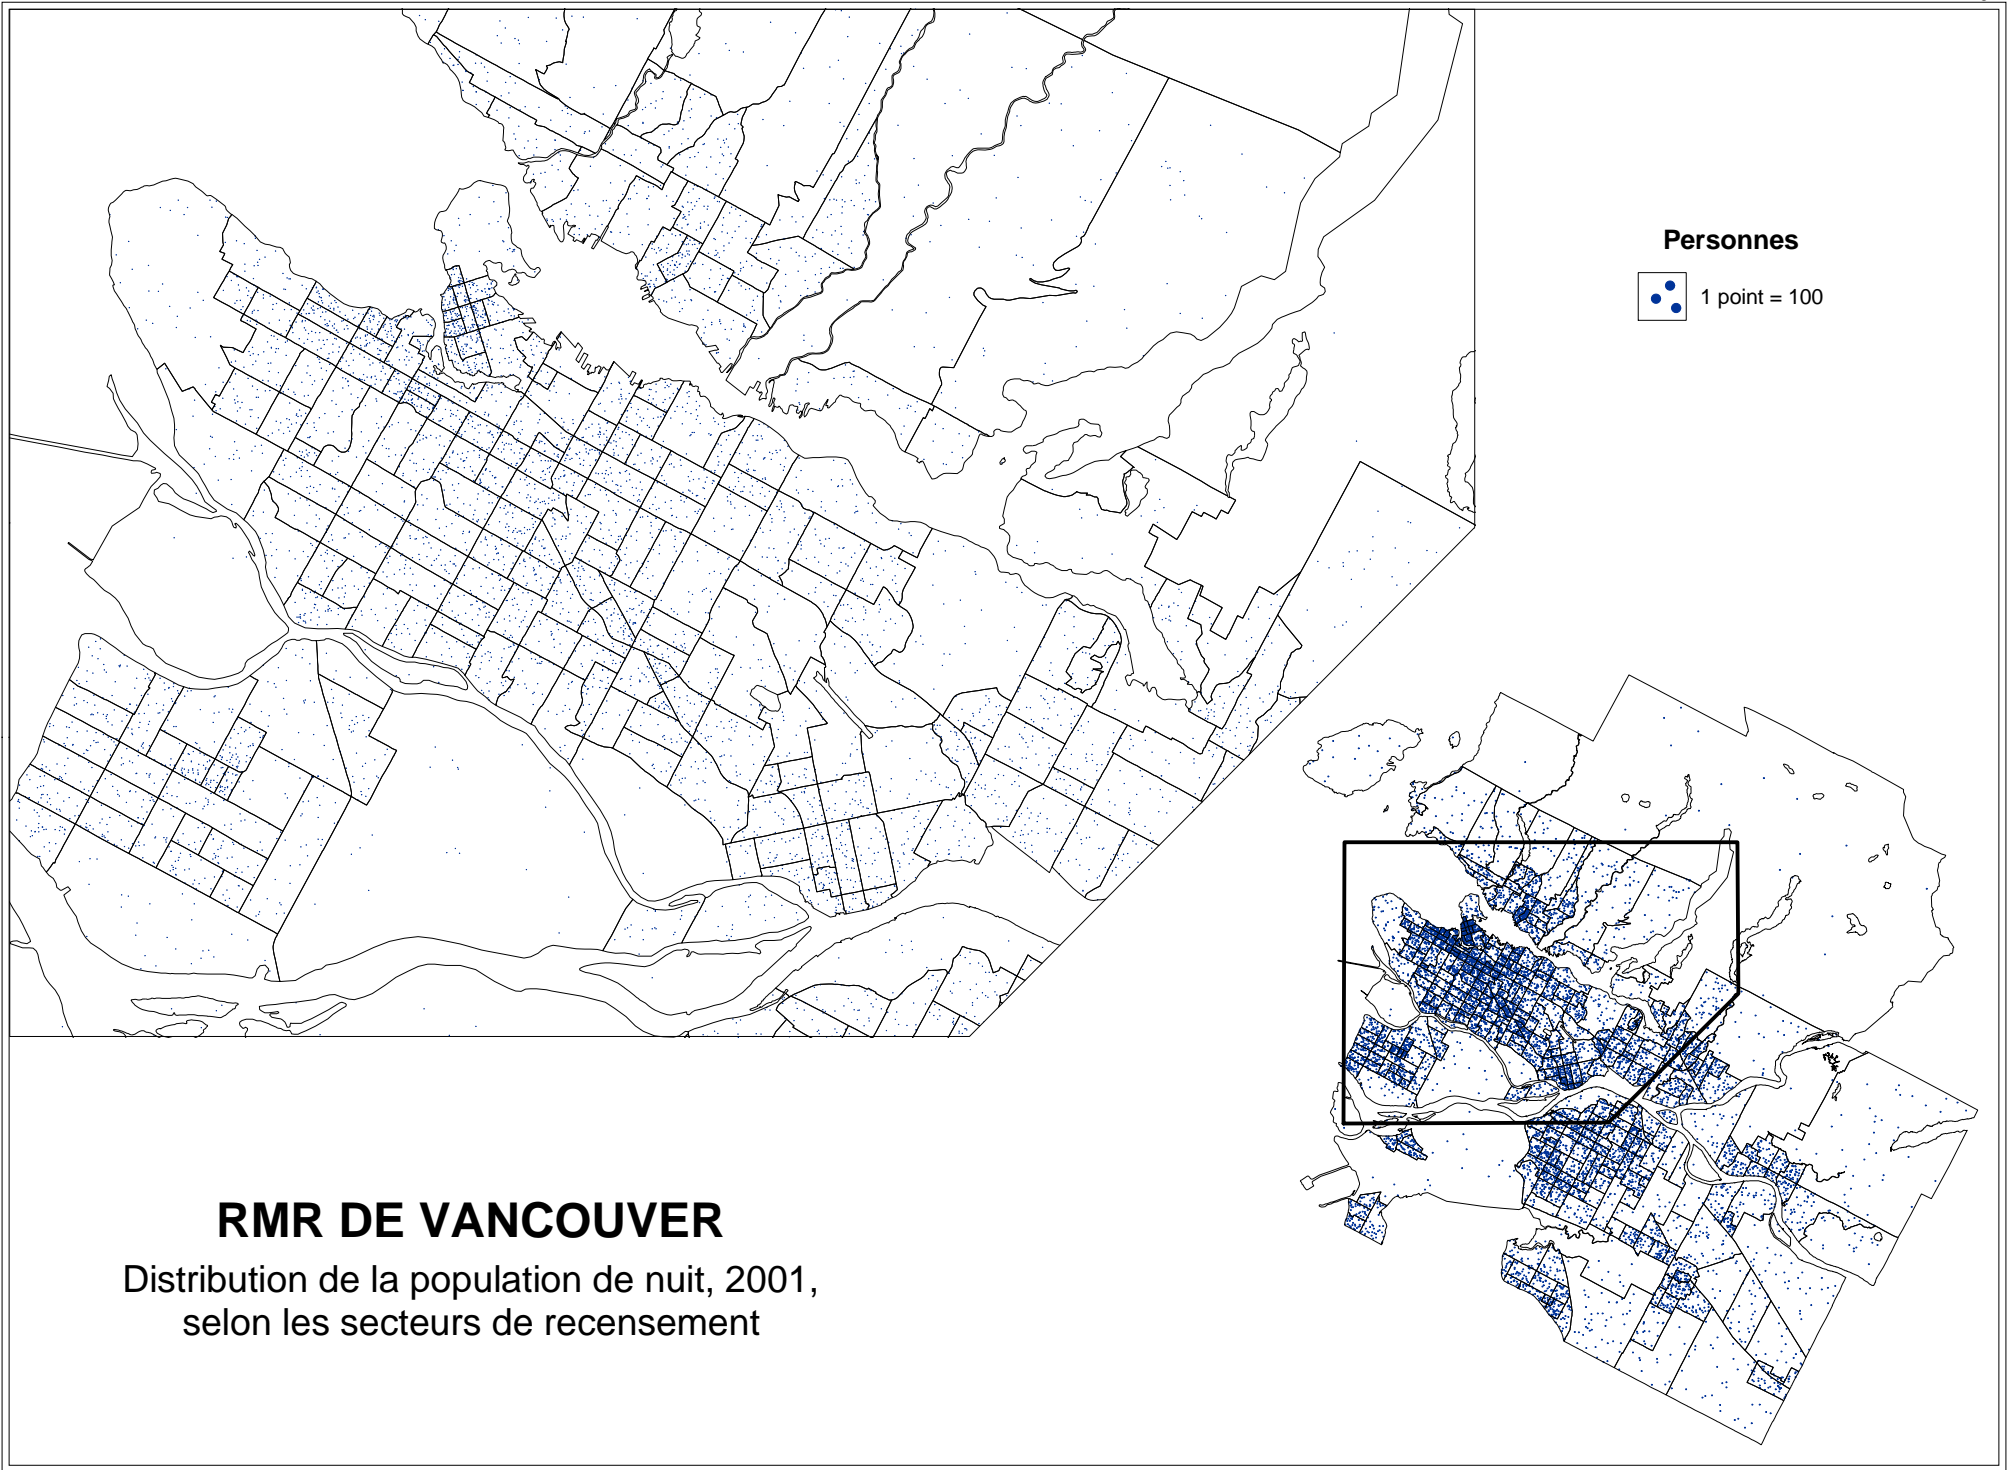 Personnes
1 point = 100
RMR DE VANCOUVER
Distribution de la population de nuit, 2001,
selon les secteurs de recensement